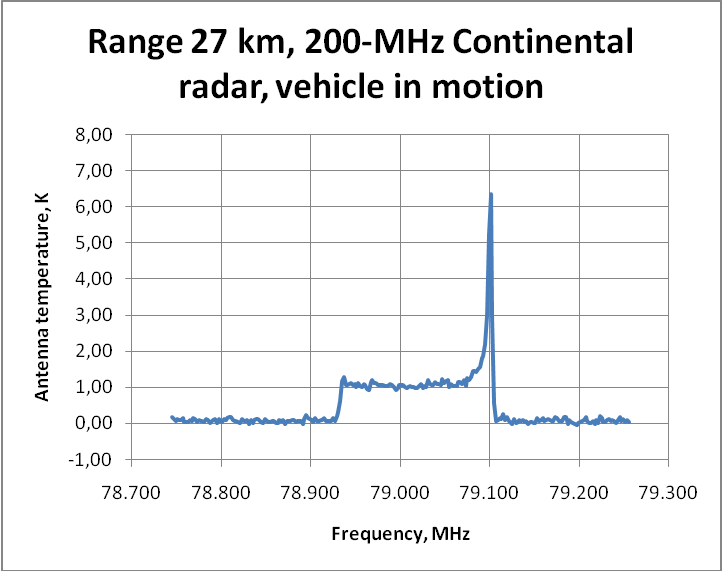 Range 27 km, 200-MHz Continental
radar, vehicle in motion
8,00
7,00
6,00
5,00
4,00
3,00
2,00
1,00
0,00
-1,00
Antenna temperature, K
78.700 78.800 78.900 79.000 79.100 79.200 79.300
Frequency, MHz